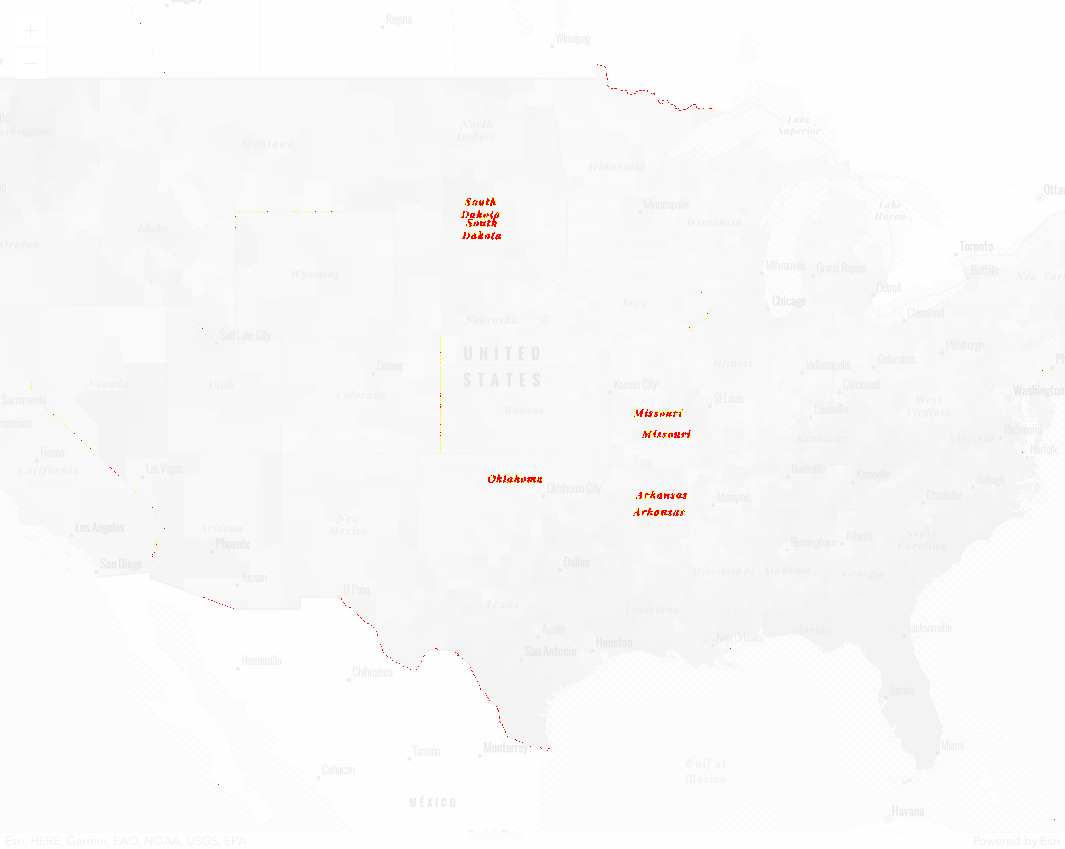 Regina
Winnipeg
Lake
Superior
North
Dakota
Montana
Minnesota
Ottaw
South
Dakota
South
Dakota
Minneapolis
Wisconsin
Lake
Huron
Idaho
Oregon
Toronto
Wyoming
Milwaukee
Grand Rapids
Buffalo
New York
Detroit
Chicago
Iowa
Cleveland
Nebraska
Salt Lake City
Pittsburgh
UNITED
STATES
Denver
Illinois
Indianapolis
Columbus
Nevada
Utah
Colorado
Kansas City
Cincinnati
Washington
Sacramento
Kansas
St Louis
West
Virginia
Missouri
Louisville
Missouri
Kentucky
Virginia
Richmond
Norfolk
Fresno
California
Las Vegas
Oklahoma
Oklahoma City
Nashville
Knoxville
Raleigh
Arkansas
Memphis
Charlotte
Arkansas
Los Angeles
Arizona
New
Mexico
Phoenix
Birmingham
Atlanta
South
Carolina
San Diego
Tucson
Dallas
Mississippi
Alabama
Georgia
El Paso
Texas
Louisiana
Austin
Houston
New Orleans
Florida
Jacksonville
San Antonio
Hermosillo
Chihuahua
Tampa
Torreón
Monterrey
Miami
Culiacan
Gulf of
Mexico
MÉXICO
Havana
Esri, HERE, Garmin, FAO, NOAA, USGS, EPA
Powered by Esri